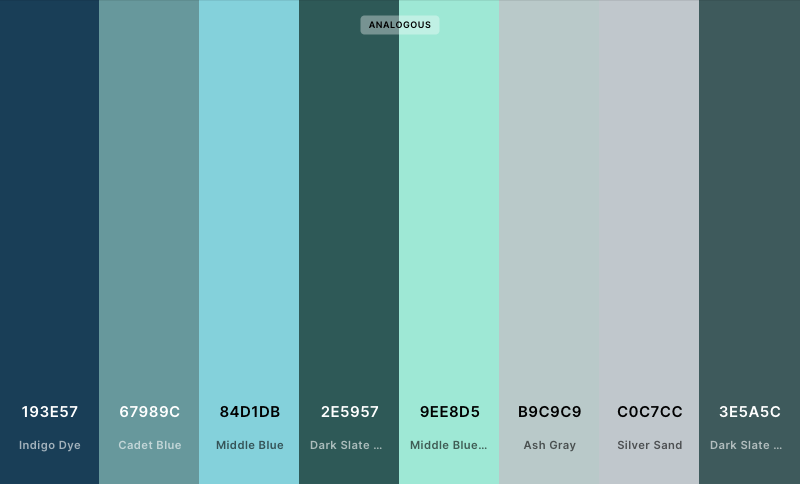 ANALOGOUS
193E57 67989C 84D1DB 2E5957 9EE8D5 B9C9C9 C0C7CC 3E5A5C
Indigo Dye Cadet Blue Middle Blue Dark Slate ... Middle Blue... Ash Gray Silver Sand Dark Slate ...